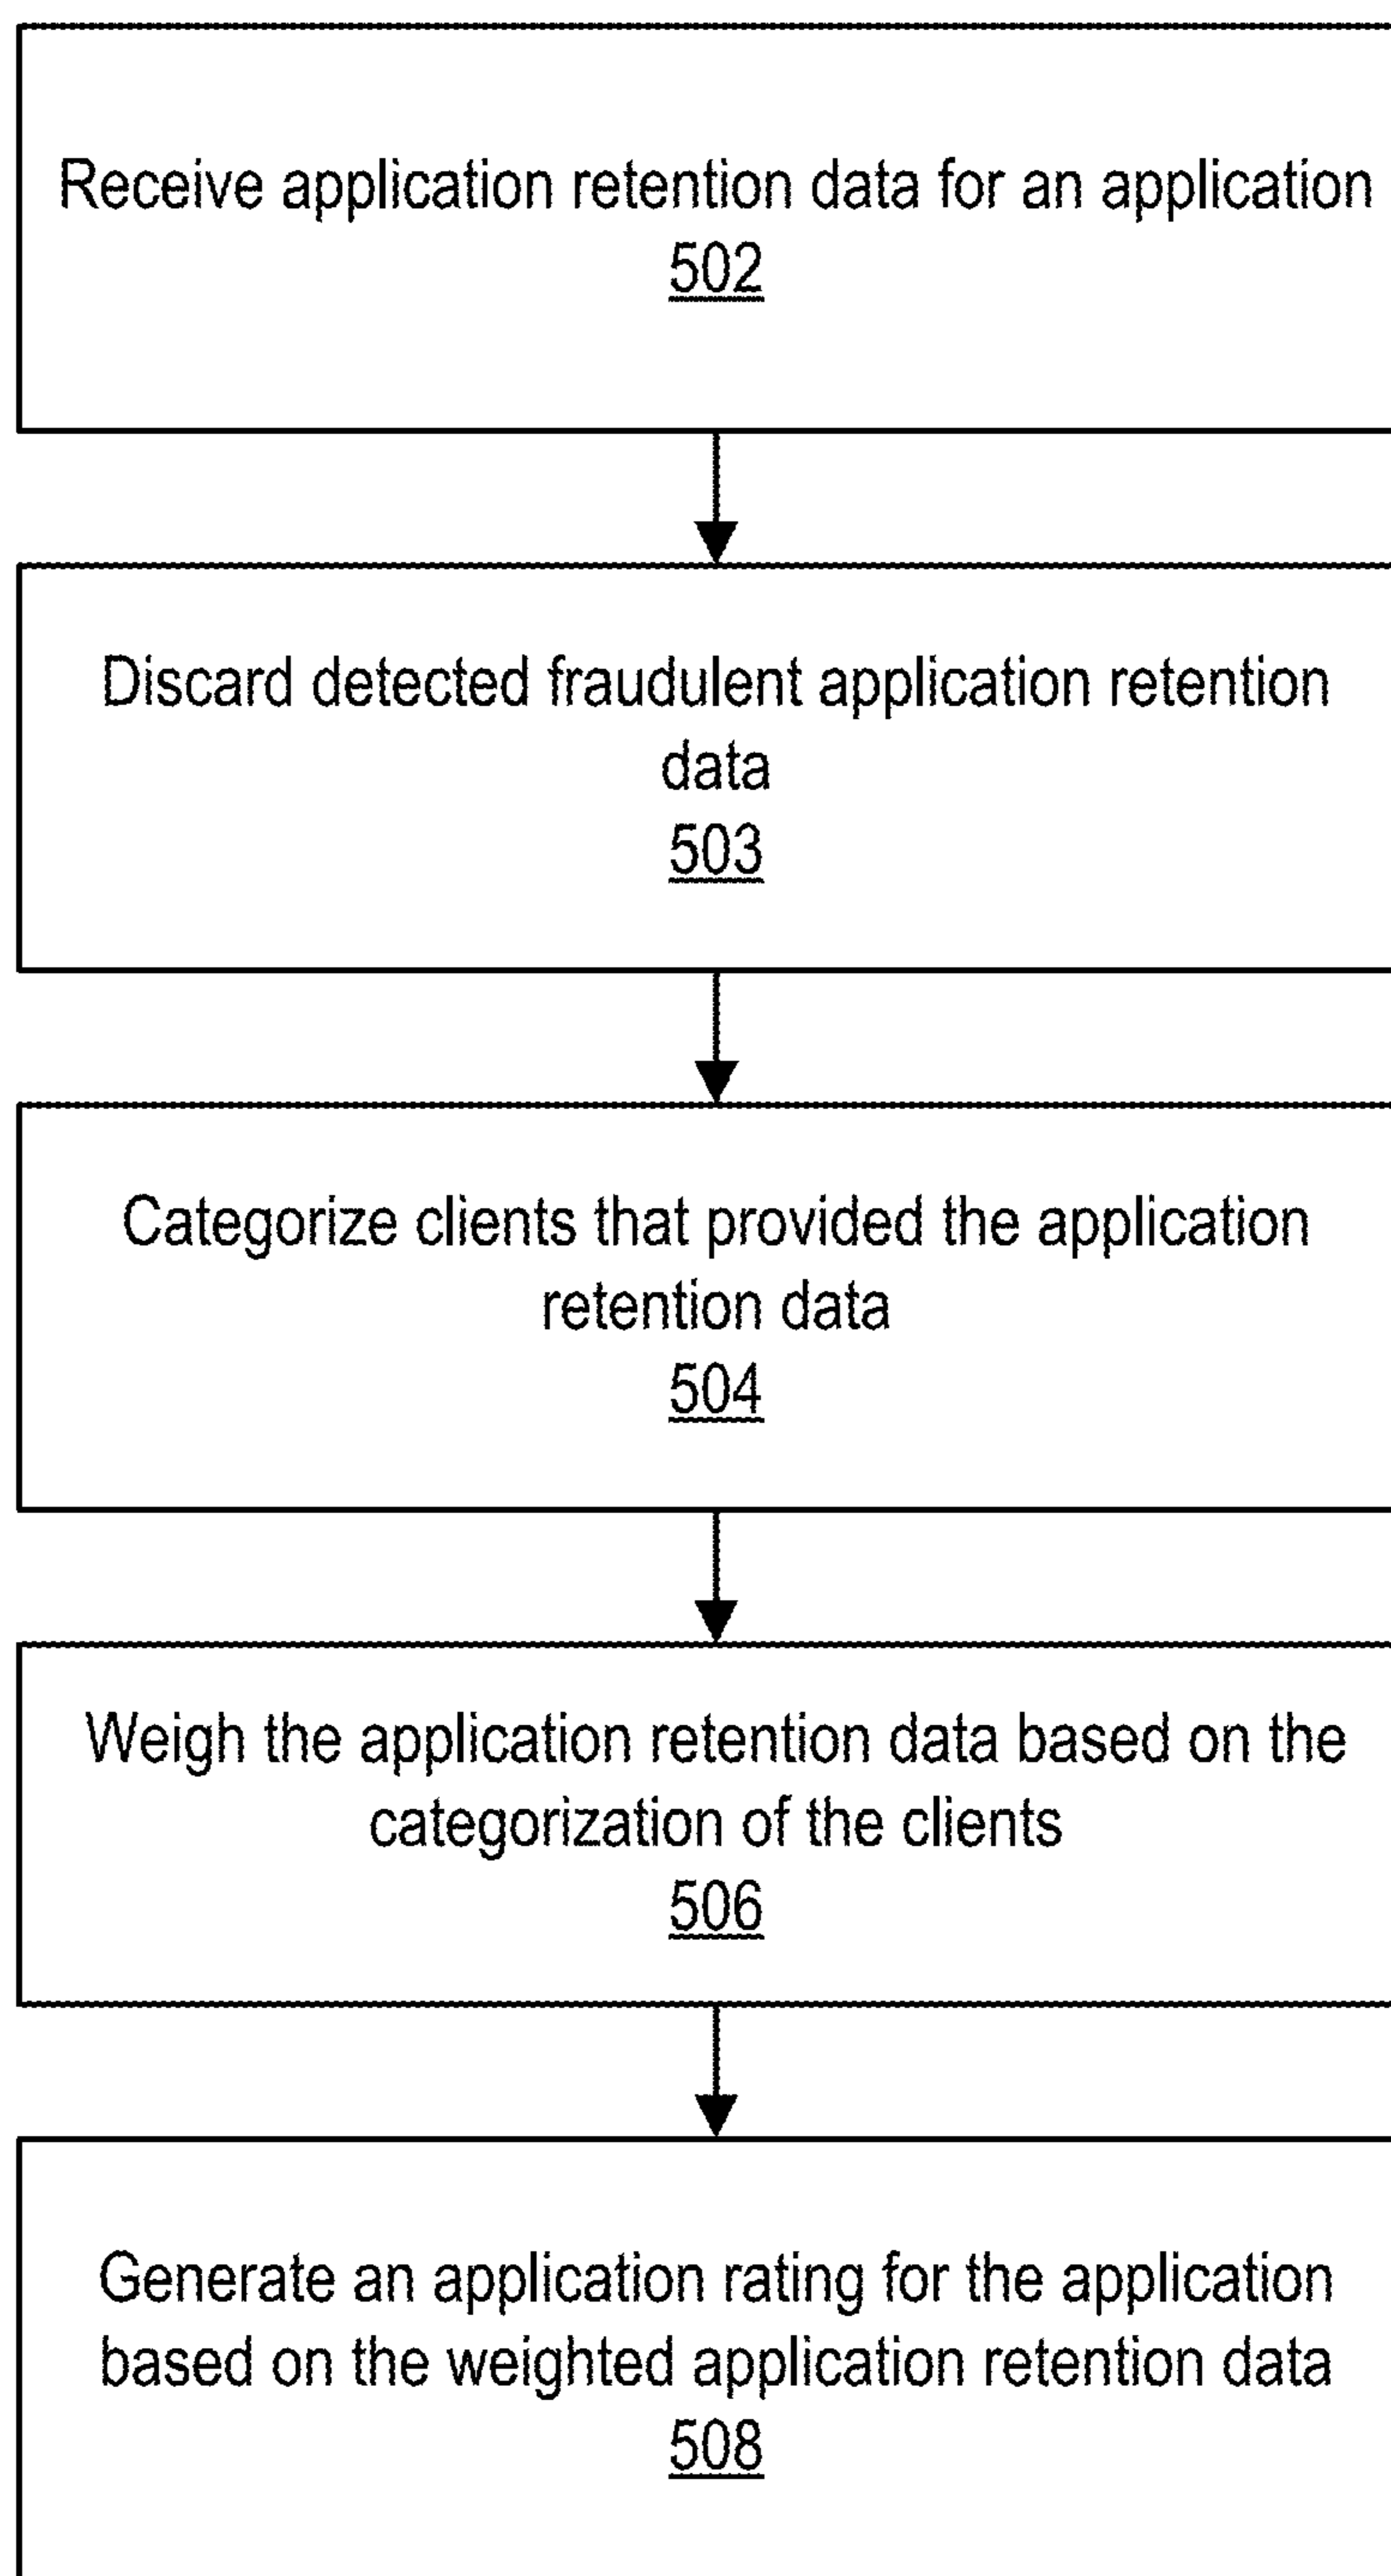 Receive application retention data for an application
502
Discard detected fraudulent application retention
data
503
Categorize clients that provided the application
retention data
504
Weigh the application retention data based on the
categorization of the clients
506
Generate an application rating for the application
based on the weighted application retention data
508